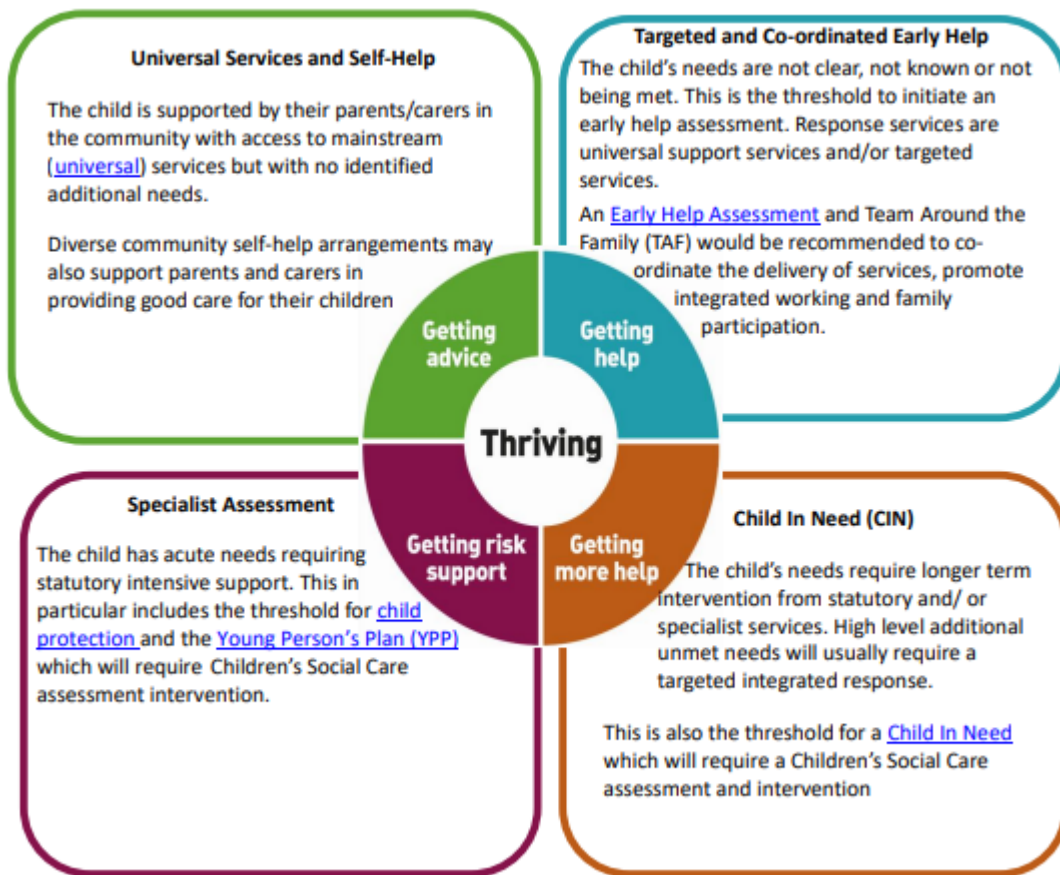 Universal Services and Self-Help
The child is supported by their parents/carers in
the community with access to mainstream
(universal) services but with no identified
additional needs.
Diverse community self-help arrangements may
also support parents and carers in
providing good care for their children
Targeted and Co-ordinated Early Help
The child’s needs are not clear, not known or not
being met. This is the threshold to initiate an
early help assessment. Response services are
universal support services and/or targeted
services.
An Early Help Assessment and Team Around the
Family (TAF) would be recommended to co-
ordinate the delivery of services, promote
integrated working and family
participation.
Getting
advice
Getting
help
Thriving
Getting risk
support
Getting
more help
Specialist Assessment
The child has acute needs requiring
statutory intensive support. This in
particular includes the threshold for child
protection and the Young Person’s Plan (YPP)
which will require Children’s Social Care
assessment intervention.
Child In Need (CIN)
The child’s needs require longer term
intervention from statutory and/ or
specialist services. High level additional
unmet needs will usually require a
targeted integrated response.
This is also the threshold for a Child In Need
which will require a Children’s Social Care
assessment and intervention